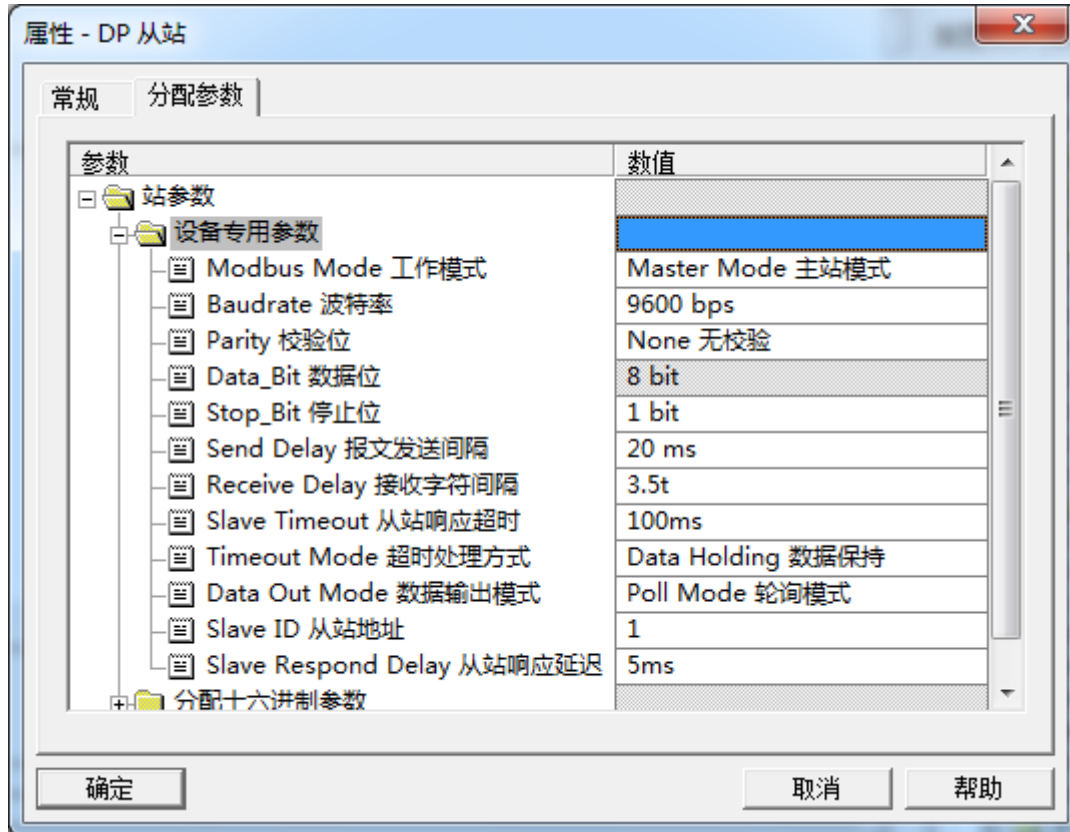 属性 - DP 从站
常规 分配参数
参数 数值
站参数
设备专用参数
Modbus Mode 工作模式 Master Mode 主站模式
Baudrate 波特率 9600 bps
Parity 校验位 None 无校验
Data_Bit 数据位 8 bit
Stop_Bit 停止位 1 bit
Send Delay 报文发送间隔 20 ms
Receive Delay 接收字符间隔 3.5t
Slave Timeout 从站响应超时 100ms
Timeout Mode 超时处理方式 Data Holding 数据保持
Data Out Mode 数据输出模式 Poll Mode 轮询模式
Slave ID 从站地址 1
Slave Respond Delay 从站响应延迟 5ms
分配十六进制参数
确定 取消 帮助